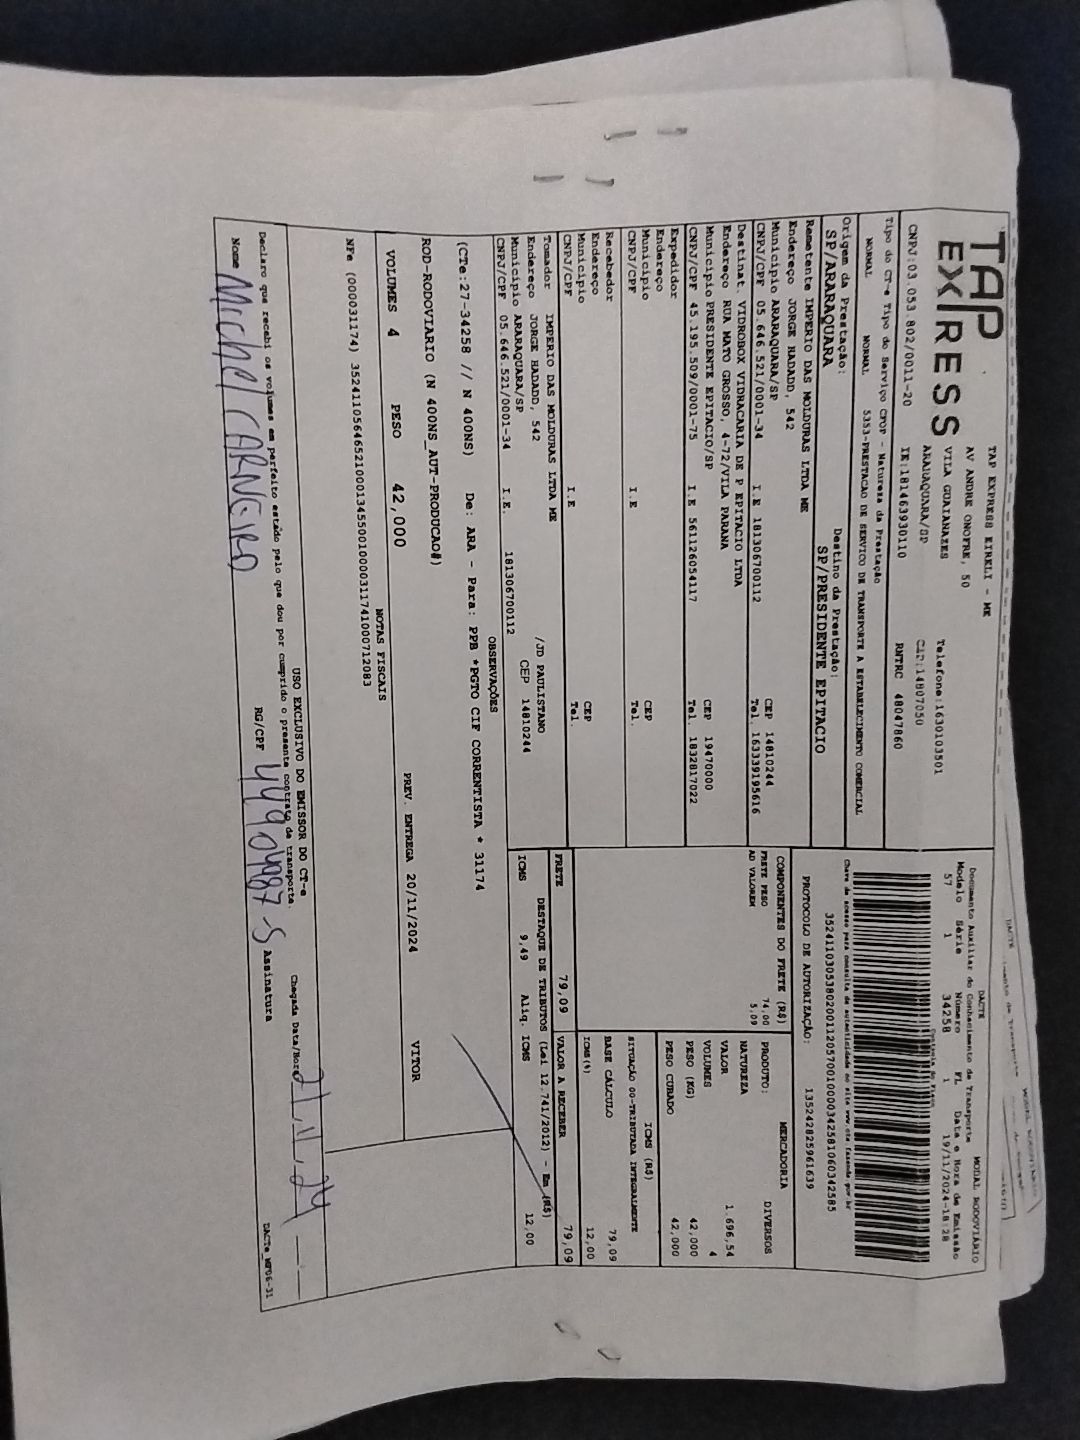 TAP
EXPRESS
TAP EXPRESS EIRELI - ME
AV ANDRE ONOFRE, 50
VILA GUAIANAZES
ARARAQUARA/SP
Telefone:1630103501
CEP:14807050
CNPJ:03.053.802/0011-20 IE:181463930110 RNTRC 48047860
Tipo do CT-e Tipo do Serviço CFOP - Natureza da Prestação
NORMAL NORMAL 5353-PRESTACAO DE SERVICO DE TRANSPORTE A ESTABELECIMENTO COMERCIAL
Origem da Prestação: Destino da Prestação:
SP/ARARAQUARA SP/PRESIDENTE EPITACIO
Remetente IMPERIO DAS MOLDURAS LTDA ME
Endereço JORGE HADADD, 542
Município ARARAQUARA/SP CEP 14810244
CNPJ/CPF 05.646.521/0001-34 I.E 181306700112 Tel. 163339195616
Destinat. VIDROBOX VIDRACARIA DE P EPITACIO LTDA
Endereço RUA MATO GROSSO, 4-72/VILA PARANA
Município PRESIDENTE EPITACIO/SP CEP 19470000
CNPJ/CPF 45.195.509/0001-75 I.E 561126054117 Tel. 1832817022
Expedidor
Endereço
Município CEP
CNPJ/CPF I.E Tel.
Recebedor
Endereço
Município CEP
CNPJ/CPF I.E Tel.
Tomador IMPERIO DAS MOLDURAS LTDA ME
Endereço JORGE HADADD, 542 /JD PAULISTANO
Município ARARAQUARA/SP CEP 14810244
CNPJ/CPF 05.646.521/0001-34 I.E. 181306700112
DACTE MODAL RODOVIÁRIO
Documento Auxiliar do Conhecimento de Transporte
Modelo Série Número FL Data e Hora de Emissão
57 1 34258 1 19/11/2024-18:28
Controle do Fisco
Chave de acesso para consulta de autenticidade no site www.cte.fazenda.gov.br
35241103053802001120570010000342581060342585
PROTOCOLO DE AUTORIZAÇÃO: 135242825961639
COMPONENTES DO FRETE (R$)
FRETE PESO 74,00
AD VALOREM 5,09
MERCADORIA
PRODUTO: DIVERSOS
NATUREZA
VALOR 1.696,54
VOLUMES 4
PESO (KG) 42,000
PESO CUBADO 42,000
ICMS (R$)
SITUAÇÃO 00-TRIBUTADA INTEGRALMENTE
BASE CÁLCULO 79,09
ICMS(%) 12,00
FRETE 79,09 VALOR A RECEBER 79,09
DESTAQUE DE TRIBUTOS (Lei 12.741/2012) - Em (R$)
ICMS 9,49 Alíq. ICMS 12,00
OBSERVAÇÕES
(CTe:27-34258 // N 400NS) De: ARA - Para: PPB *PGTO CIF CORRENTISTA * 31174
ROD-RODOVIARIO (N 400NS_AUT-PRODUCAO#)
VOLUMES 4 PESO 42,000 PREV. ENTREGA 20/11/2024 VITOR
NOTAS FISCAIS
NFe (000031174) 35241105646521000134550010000311741000712083
USO EXCLUSIVO DO EMISSOR DO CT-e
Declaro que recebi os volumes em perfeito estado pelo que dou por cumprido o presente contrato de transporte.
Chegada Data/Hora 21.11.24
Nome Michel CARNEIRO RG/CPF 44904987-5 Assinatura
DACTe_WF06-31